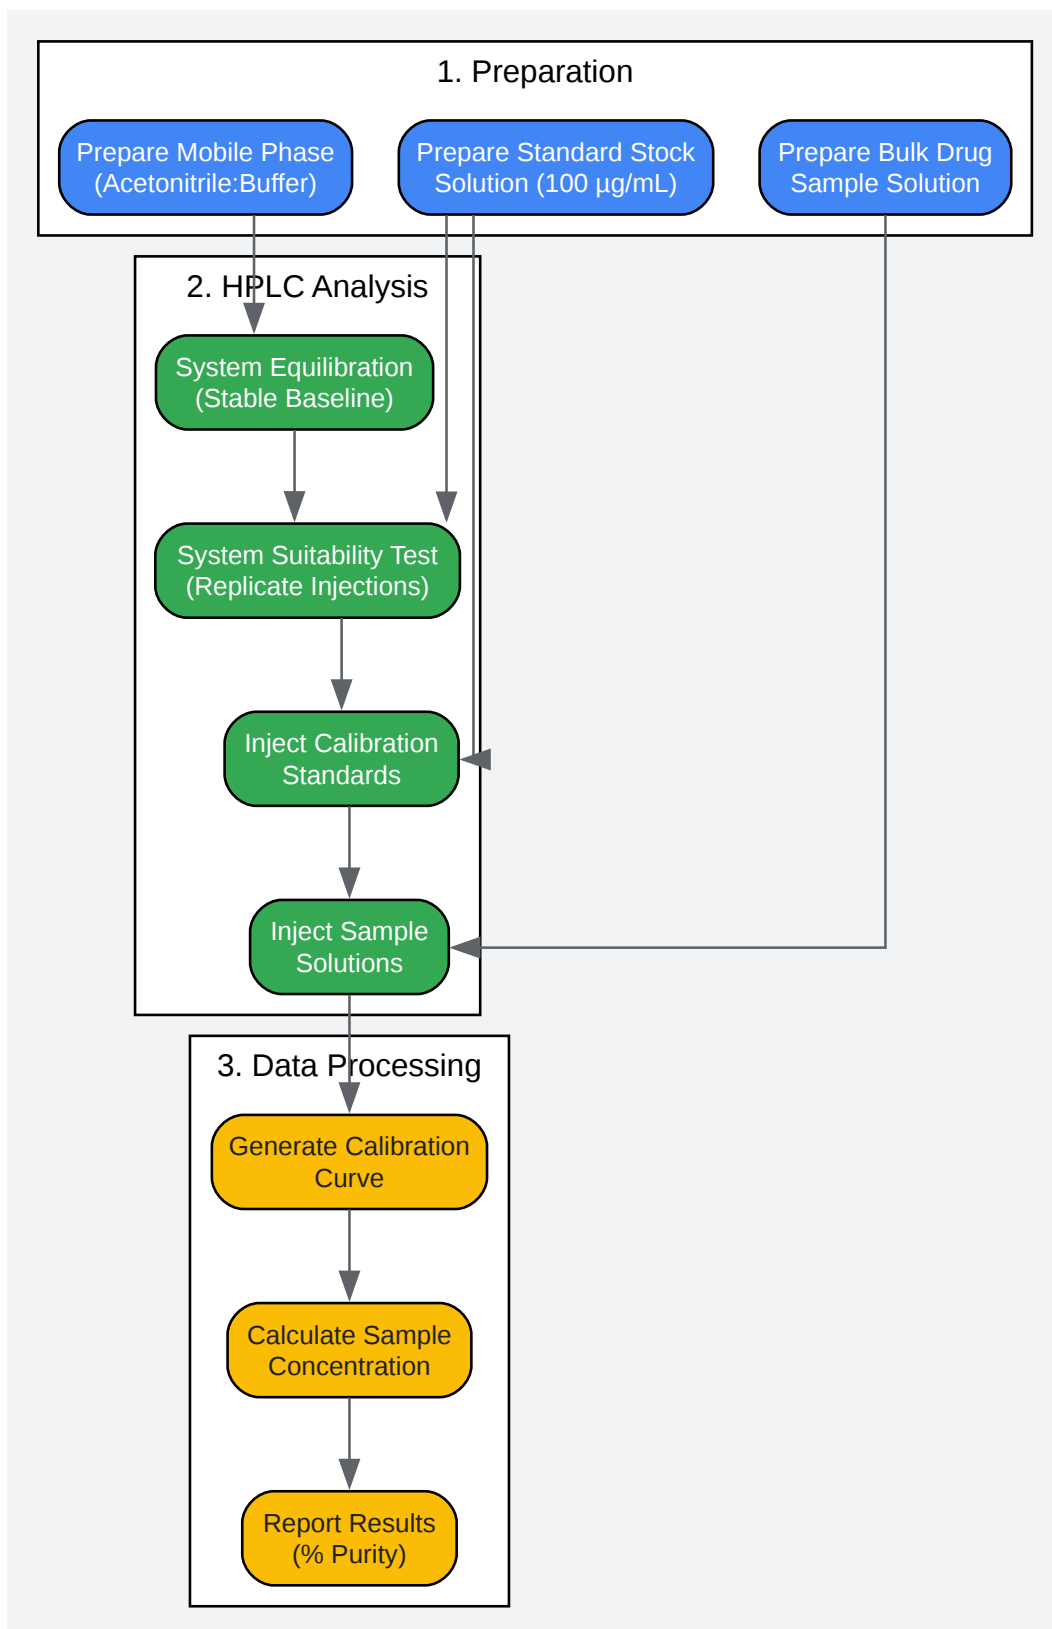 1. Preparation
Prepare Mobile Phase
(Acetonitrile:Buffer)
Prepare Standard Stock
Solution (100 µg/mL)
Prepare Bulk Drug
Sample Solution
2. HPLC Analysis
System Equilibration
(Stable Baseline)
System Suitability Test
(Replicate Injections)
Inject Calibration
Standards
Inject Sample
Solutions
3. Data Processing
Generate Calibration
Curve
Calculate Sample
Concentration
Report Results
(% Purity)